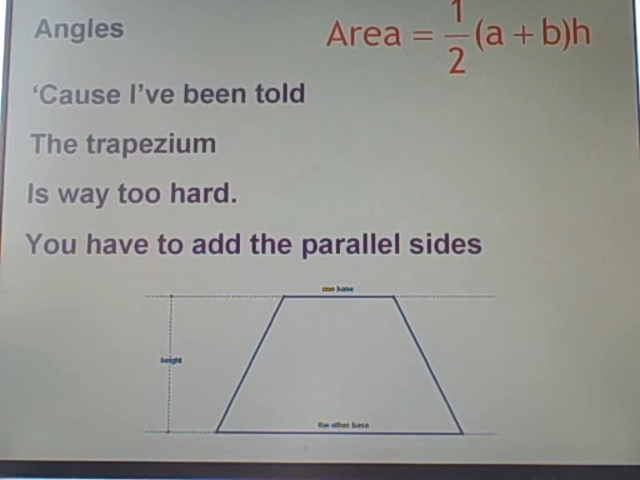 Angles
Area = 1/2 (a + b)h
'Cause I've been told
The trapezium
Is way too hard.
You have to add the parallel sides
one base
height
the other base